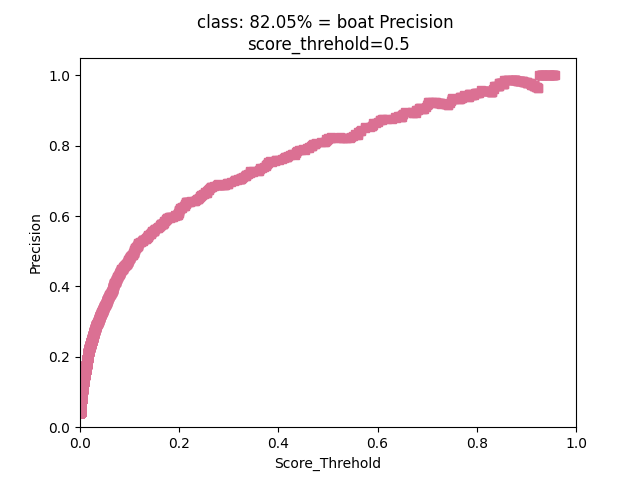 class: 82.05% = boat Precision
score_threhold=0.5
1.0
0.8
0.6
0.4
0.2
0.0
Precision
0.0 0.2 0.4 0.6 0.8 1.0
Score_Threhold